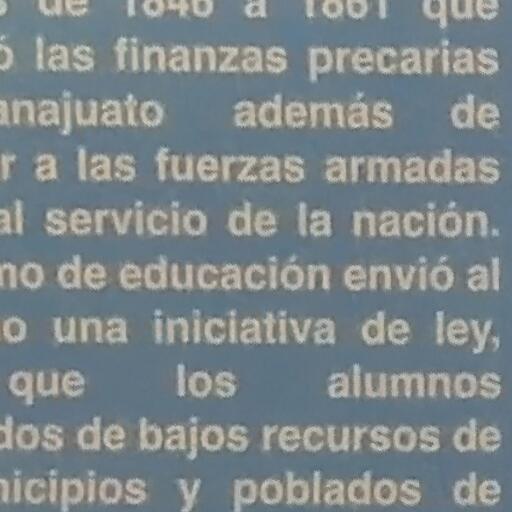 de 1846 a 1861 que
ó las finanzas precarias
anajuato además de
r a las fuerzas armadas
al servicio de la nación.
mo de educación envió al
o una iniciativa de ley,
que los alumnos
dos de bajos recursos de
nicipios y poblados de